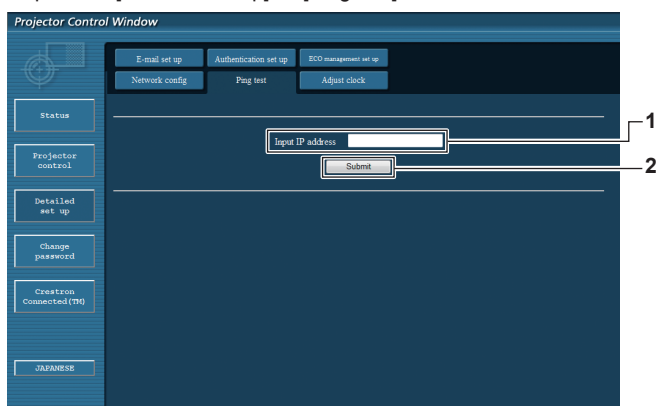 Projector Control Window
E-mail set up
Authentication set up
ECO management set up
Network config
Ping test
Adjust clock
Status
Input IP address
1
Submit
2
Projector
control
Detailed
set up
Change
password
Crestron
Connected(TM)
JAPANESE